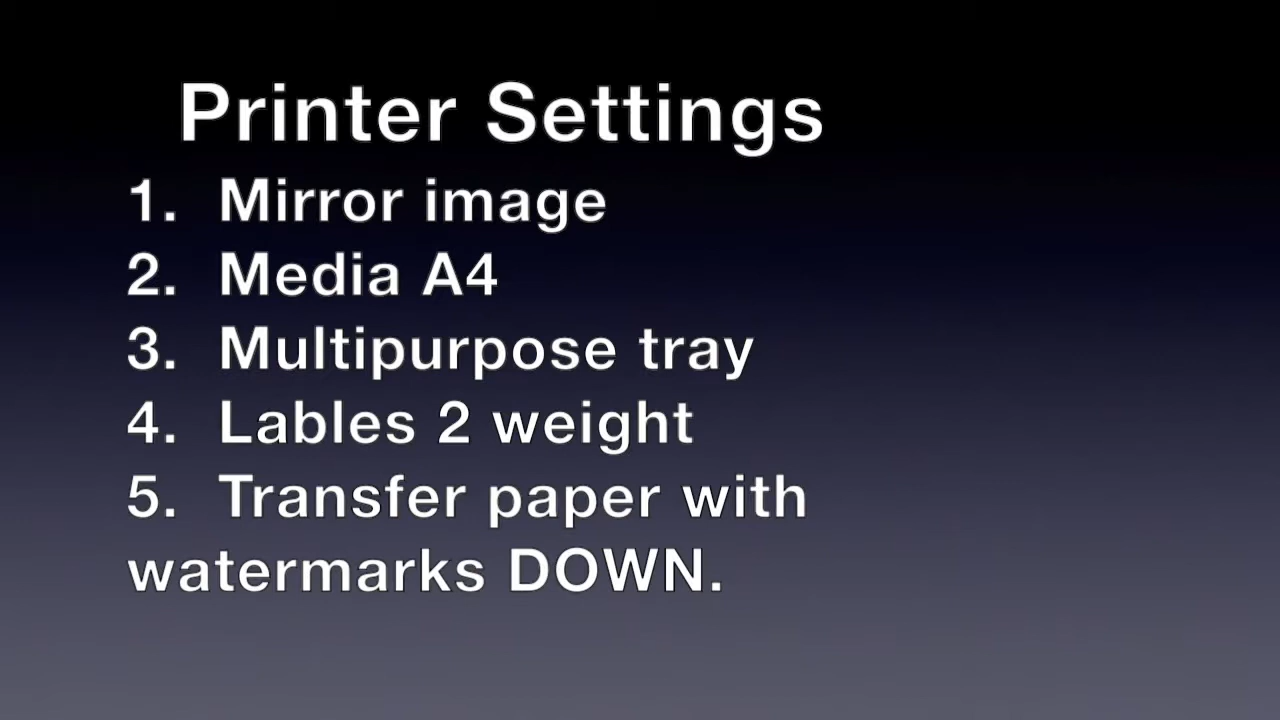 Printer Settings
1. Mirror image
2. Media A4
3. Multipurpose tray
4. Lables 2 weight
5. Transfer paper with
watermarks DOWN.